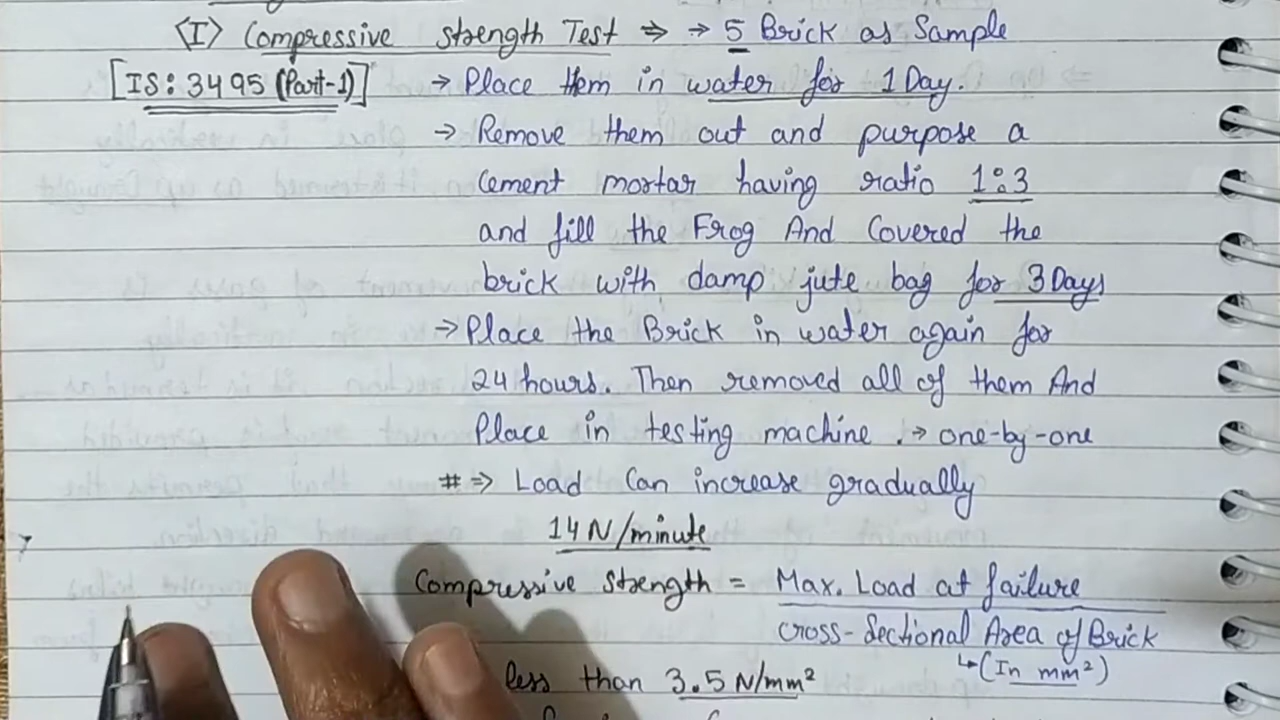 <I> Compressive Strength Test ⇒ → 5 Brick as Sample
[IS: 3495 (Part-1)] → Place them in water for 1 Day.
→ Remove them out and purpose a
Cement mortar having ratio 1:3
and fill the Frog And Covered the
brick with damp jute bag for 3 Days
→ Place the Brick in water again for
24 hours. Then removed all of them And
Place in testing machine . → one-by-one
# ⇒ Load Can increase gradually
14 N/minute
Compressive Strength = Max. Load at failure
cross-Sectional Area of Brick
↳ (In mm²)
less than 3.5 N/mm²